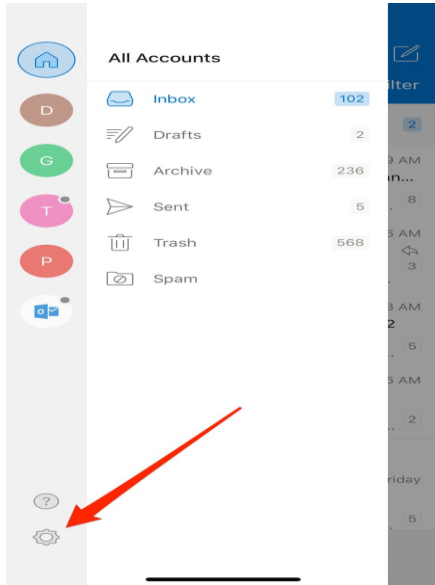 All Accounts
Inbox 102
Drafts 2
Archive 236
Sent 5
Trash 568
Spam
D
G
T
P
o
?
ilter
2
AM
8
AM
3
AM
2
5
AM
2
riday
5